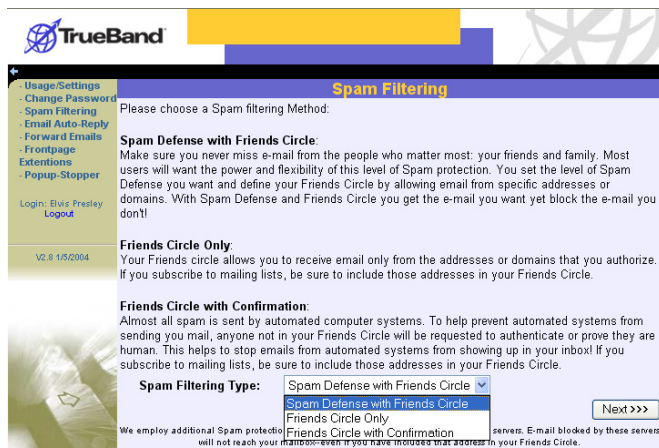 TrueBand
Spam Filtering
- Usage/Settings
- Change Password
- Spam Filtering
- Email Auto-Reply
- Forward Emails
- Frontpage
Extentions
- Popup-Stopper
Login: Elvis Presley
Logout
V2.8 1/5/2004
Please choose a Spam filtering Method:
Spam Defense with Friends Circle:
Make sure you never miss e-mail from the people who matter most: your friends and family. Most
users will want the power and flexibility of this level of Spam protection. You set the level of Spam
Defense you want and define your Friends Circle by allowing email from specific addresses or
domains. With Spam Defense and Friends Circle you get the e-mail you want yet block the e-mail you
don't!
Friends Circle Only:
Your Friends circle allows you to receive email only from the addresses or domains that you authorize.
If you subscribe to mailing lists, be sure to include those addresses in your Friends Circle.
Friends Circle with Confirmation:
Almost all spam is sent by automated computer systems. To help prevent automated systems from
sending you mail, anyone not in your Friends Circle will be requested to authenticate or prove they are
human. This helps to stop emails from automated systems from showing up in your inbox! If you
subscribe to mailing lists, be sure to include those addresses in your Friends Circle.
Spam Filtering Type: Spam Defense with Friends Circle
Spam Defense with Friends Circle
Friends Circle Only
Friends Circle with Confirmation
Next >>>
We employ additional Spam protectio servers. E-mail blocked by these servers
will not reach your mailbox--even if you have included that address in your Friends Circle.